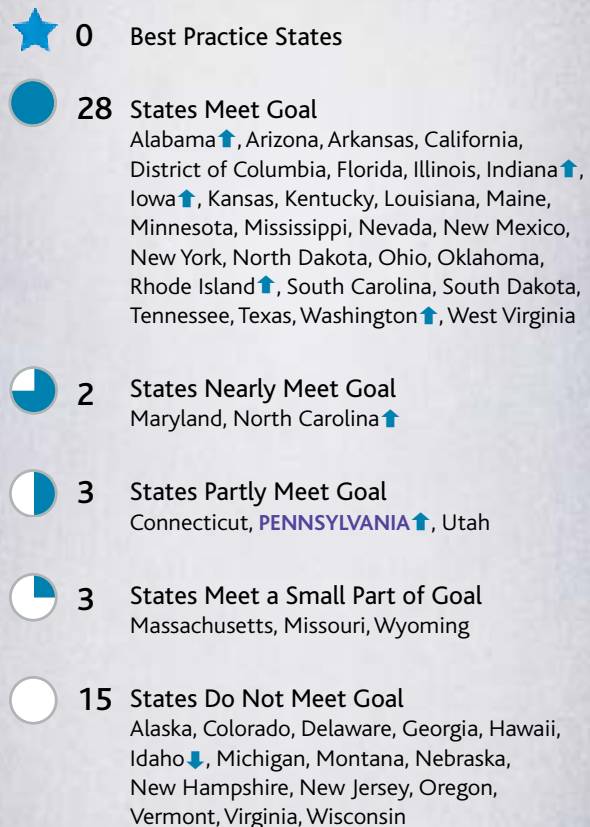 0 Best Practice States
28 States Meet Goal
Alabama⬆, Arizona, Arkansas, California,
District of Columbia, Florida, Illinois, Indiana⬆,
Iowa⬆, Kansas, Kentucky, Louisiana, Maine,
Minnesota, Mississippi, Nevada, New Mexico,
New York, North Dakota, Ohio, Oklahoma,
Rhode Island⬆, South Carolina, South Dakota,
Tennessee, Texas, Washington⬆, West Virginia
2 States Nearly Meet Goal
Maryland, North Carolina⬆
3 States Partly Meet Goal
Connecticut, PENNSYLVANIA⬆, Utah
3 States Meet a Small Part of Goal
Massachusetts, Missouri, Wyoming
15 States Do Not Meet Goal
Alaska, Colorado, Delaware, Georgia, Hawaii,
Idaho⬇, Michigan, Montana, Nebraska,
New Hampshire, New Jersey, Oregon,
Vermont, Virginia, Wisconsin